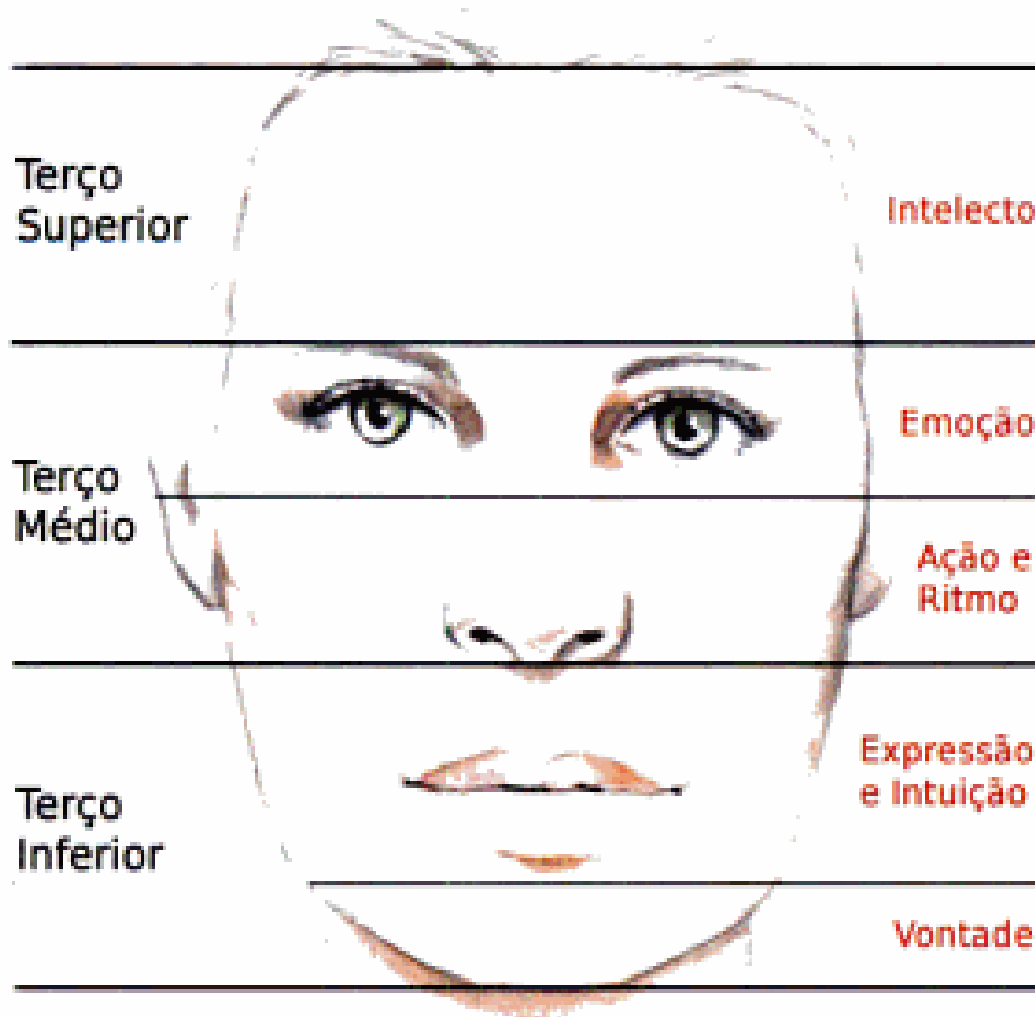 Terço
Superior
Intelecto
Emoção
Terço
Médio
Ação e
Ritmo
Expressão
e Intuição
Terço
Inferior
Vontade